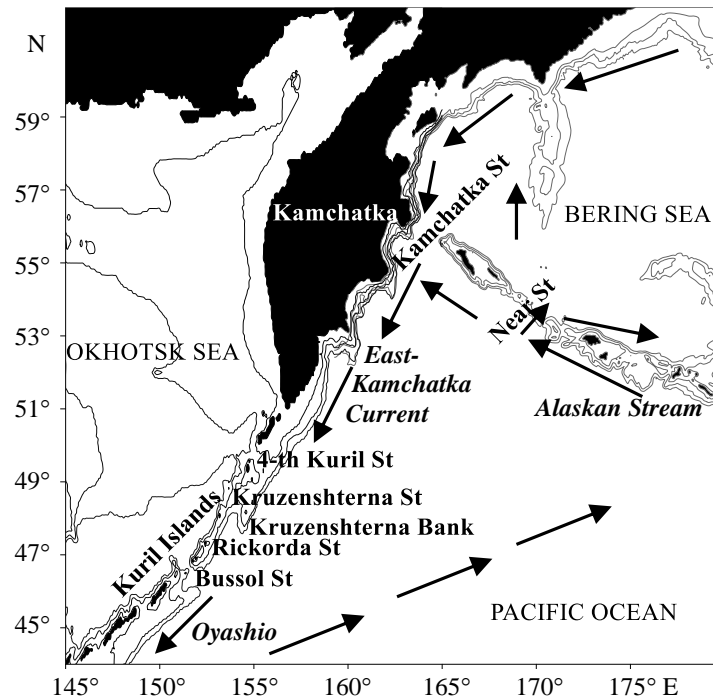 N
59°
57°
55°
53°
51°
49°
47°
45°
Kamchatka
Kamchatka St
BERING SEA
Near St
OKHOTSK SEA
East-
Kamchatka
Current
Alaskan Stream
4-th Kuril St
Kruzenshterna St
Kruzenshterna Bank
Kuril Islands
Rickorda St
Bussol St
Oyashio
PACIFIC OCEAN
145° 150° 155° 160° 165° 170° 175° E